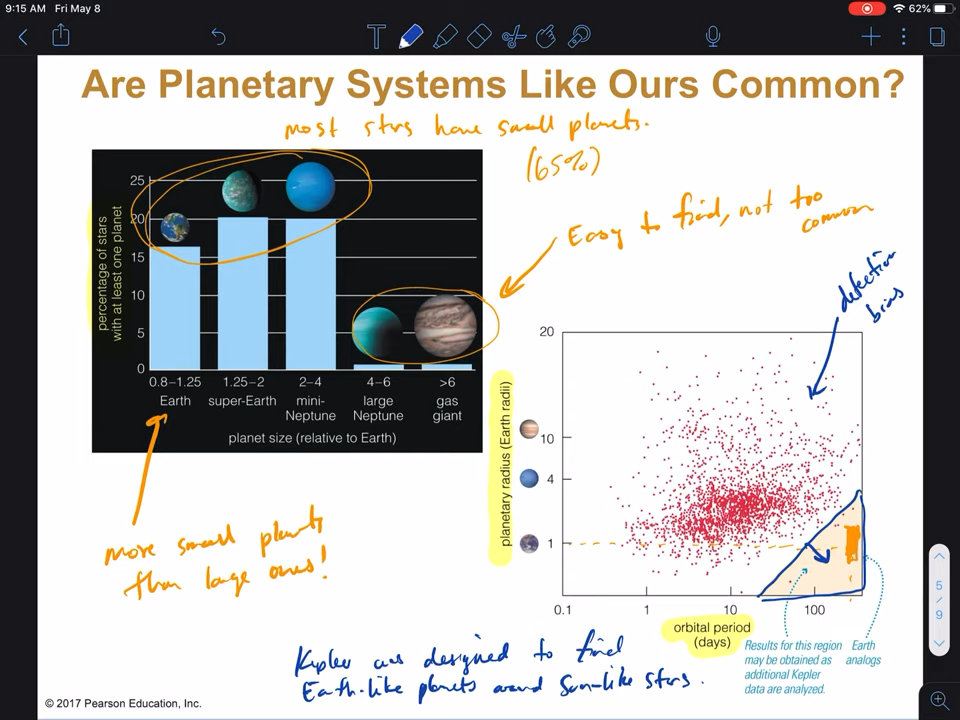 9:15 AM Fri May 8
62%
Are Planetary Systems Like Ours Common?
most stars have small planets.
(65%)
Easy to find, not too
common
detection
bias
percentage of stars
with at least one planet
25
20
15
10
5
0
0.8–1.25
Earth
1.25–2
super-Earth
2–4
mini-
Neptune
4–6
large
Neptune
>6
gas
giant
planet size (relative to Earth)
More small planets
than large ones!
planetary radius (Earth radii)
20
10
4
1
0.1
1
10
100
orbital period
(days)
Results for this region
may be obtained as
additional Kepler
data are analyzed.
Earth
analogs
Kepler was designed to find
Earth-like planets around Sun-like stars.
5
/
9
© 2017 Pearson Education, Inc.